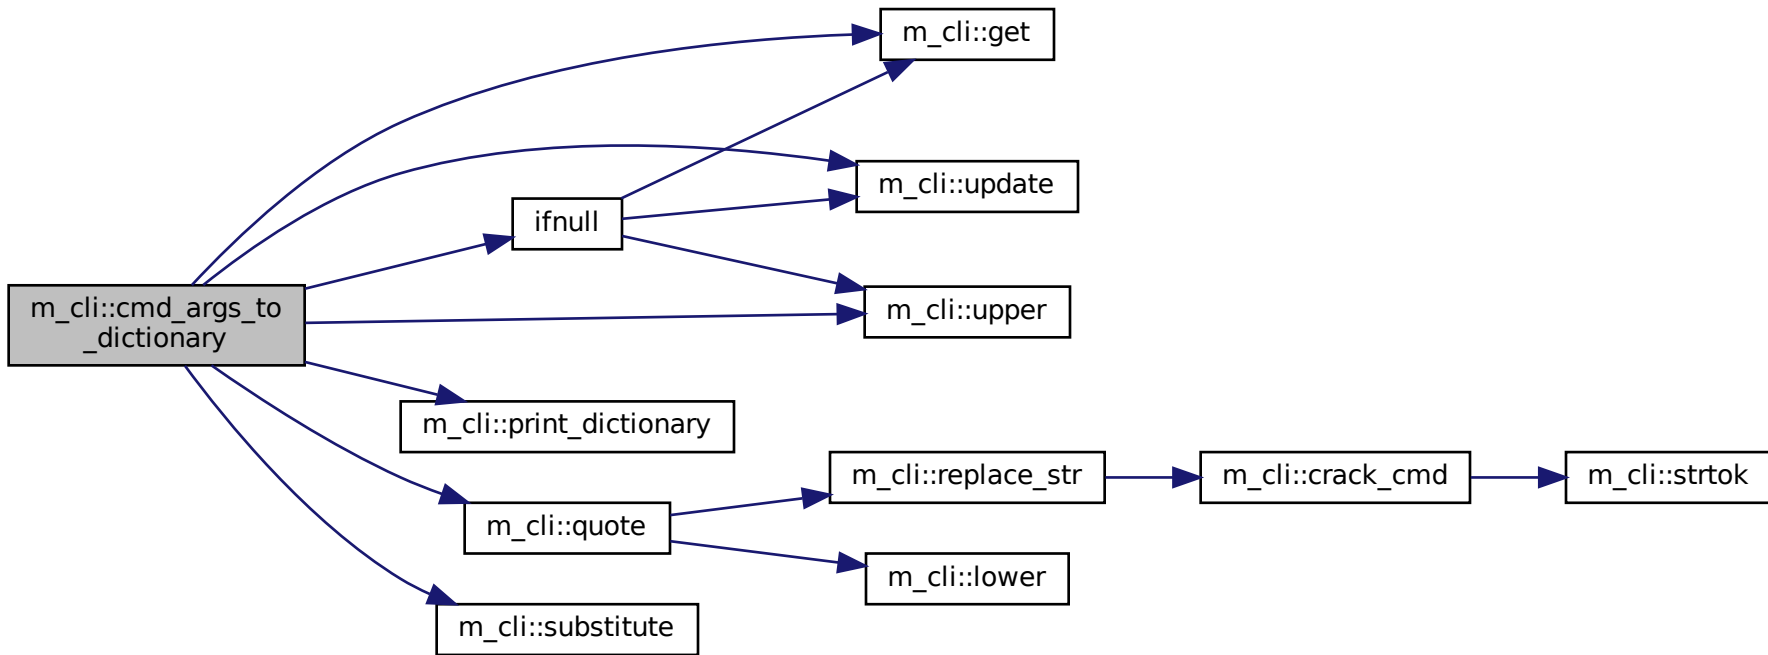 m_cli::get
m_cli::update
ifnull
m_cli::upper
m_cli::cmd_args_to
_dictionary
m_cli::print_dictionary
m_cli::replace_str
m_cli::crack_cmd
m_cli::strtok
m_cli::quote
m_cli::lower
m_cli::substitute